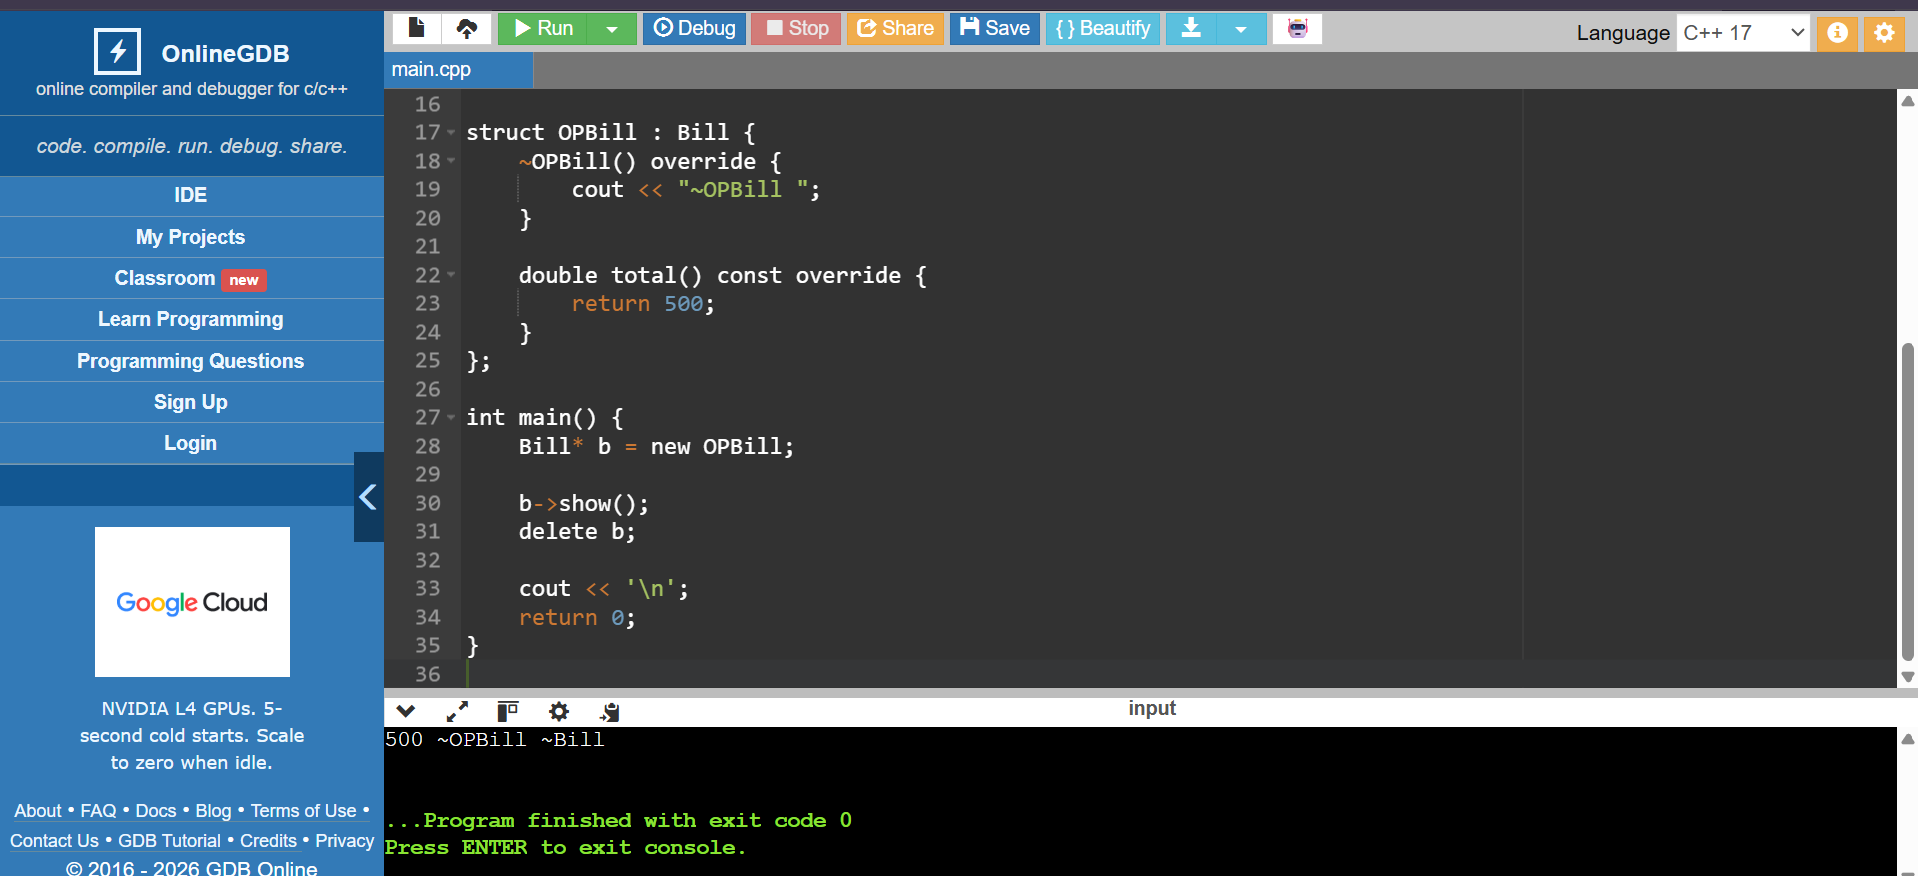 OnlineGDB
online compiler and debugger for c/c++
code. compile. run. debug. share.
IDE
My Projects
Classroom new
Learn Programming
Programming Questions
Sign Up
Login
Google Cloud
NVIDIA L4 GPUs. 5-
second cold starts. Scale
to zero when idle.
About • FAQ • Docs • Blog • Terms of Use •
Contact Us • GDB Tutorial • Credits • Privacy
© 2016 - 2026 GDB Online
Run Debug Stop Share Save { } Beautify Language C++ 17
main.cpp
16
17 struct OPBill : Bill {
18     ~OPBill() override {
19         cout << "~OPBill ";
20     }
21
22     double total() const override {
23         return 500;
24     }
25 };
26
27 int main() {
28     Bill* b = new OPBill;
29
30     b->show();
31     delete b;
32
33     cout << '\n';
34     return 0;
35 }
36
input
500 ~OPBill ~Bill
...Program finished with exit code 0
Press ENTER to exit console.